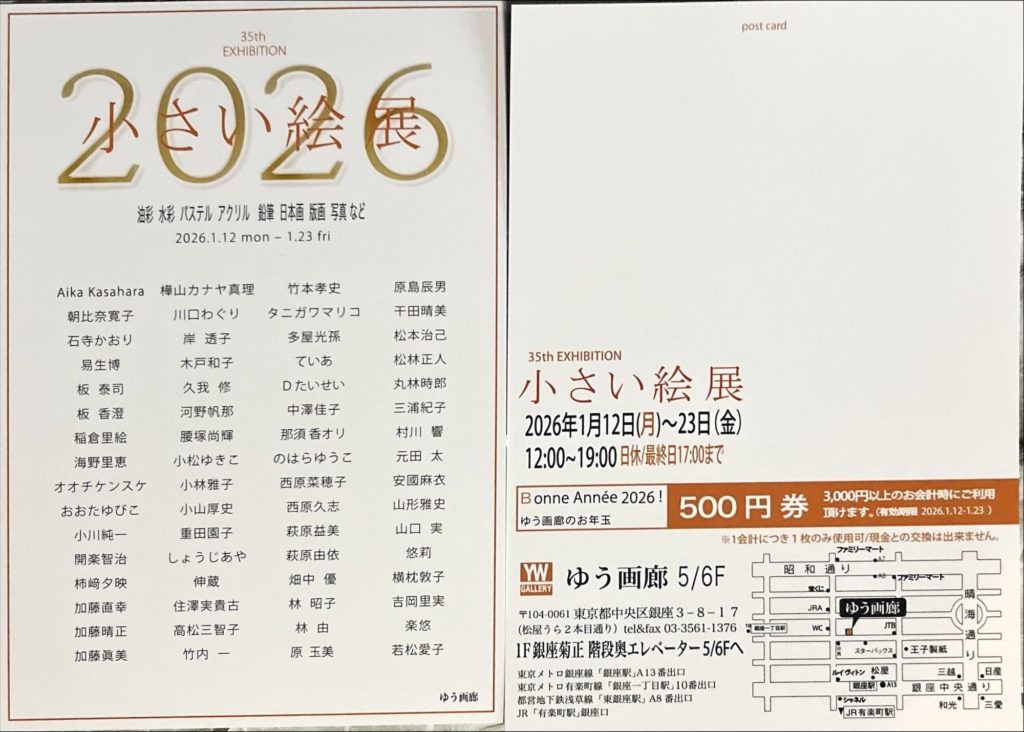 35th
EXHIBITION
2026
小さい絵 展
油彩 水彩 パステル アクリル 鉛筆 日本画 版画 写真 など
2026.1.12 mon – 1.23 fri
Aika Kasahara 樺山カナヤ真理 竹本孝史 原島辰男
朝比奈寛子 川口わぐり タニガワマリコ 干田晴美
石寺かおり 岸 透子 多屋光孫 松本治己
易生博 木戸和子 ていあ 松林正人
板 泰司 久我 修 Dたいせい 丸林時郎
板 香澄 河野帆那 中澤佳子 三浦紀子
稲倉里絵 腰塚尚輝 那須香オリ 村川 響
海野里恵 小松ゆきこ のはらゆうこ 元田 太
オオチケンスケ 小林雅子 西原菜穂子 安國麻衣
おおたゆびこ 小山厚史 西原久志 山形雅史
小川純一 重田園子 萩原益美 山口 実
開楽智治 しょうじあや 萩原由依 悠莉
柿﨑夕映 伸蔵 畑中 優 横枕敦子
加藤直幸 住澤実貴古 林 昭子 吉岡里実
加藤晴正 高松三智子 林 由 楽悠
加藤眞美 竹内 一 原 玉美 若松愛子
ゆう画廊
post card
35th EXHIBITION
小さい絵 展
2026年1月12日(月)～23日(金)
12:00~19:00 日休/最終日17:00まで
Bonne Année 2026 !
ゆう画廊のお年玉
500円券
3,000円以上のお会計時にご利用
頂けます。(有効期限 2026.1.12-1.23 )
※1会計につき1枚のみ使用可/現金との交換は出来ません。
YW
GALLERY
ゆう画廊 5/6F
〒104-0061 東京都中央区銀座3－8－17
(松屋うら2本目通り) tel&fax 03-3561-1376
1F銀座菊正 階段奥エレベーター5/6Fへ
東京メトロ銀座線「銀座駅」A13番出口
東京メトロ有楽町線「銀座一丁目駅」10番出口
都営地下鉄浅草線「東銀座駅」A8番出口
JR「有楽町駅」銀座口
ファミリーマート
A7
昭和通り
A8
ファミリーマート
宝くじ
JRA
ゆう画廊
晴海通り
銀座一丁目駅
WC
JTB
スターバックス
王子製紙
ルイヴィトン
松屋
三越
日産
銀座駅
A13
銀座中央通り
シャネル
和光
三愛
JR有楽町駅